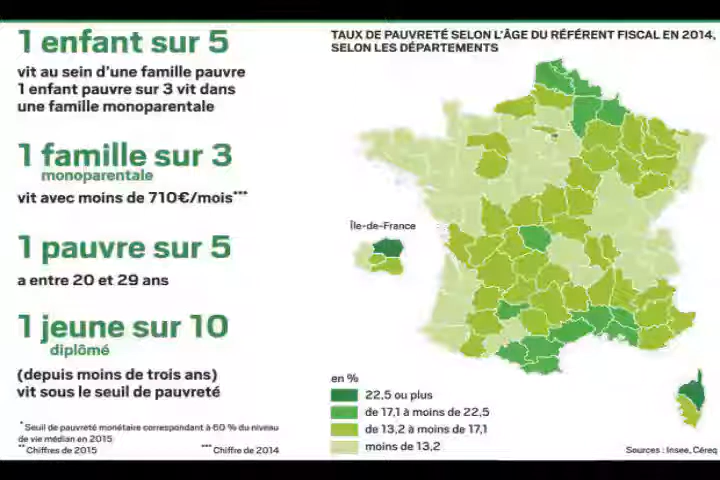 1 enfant sur 5
vit au sein d'une famille pauvre
1 enfant pauvre sur 3 vit dans
une famille monoparentale
1 famille sur 3
monoparentale
vit avec moins de 710€/mois***
1 pauvre sur 5
a entre 20 et 29 ans
1 jeune sur 10
diplômé
(depuis moins de trois ans)
vit sous le seuil de pauvreté
* Seuil de pauvreté monétaire correspondant à 60 % du niveau
de vie médian en 2015
** Chiffres de 2015
*** Chiffre de 2014
TAUX DE PAUVRETÉ SELON L'ÂGE DU RÉFÉRENT FISCAL EN 2014,
SELON LES DÉPARTEMENTS
Île-de-France
en %
22,5 ou plus
de 17,1 à moins de 22,5
de 13,2 à moins de 17,1
moins de 13,2
Sources : Insee, Céreq